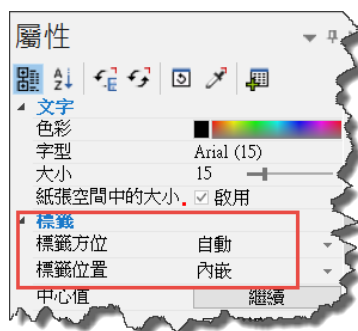 屬性
文字
色彩
字型 Arial (15)
大小 15
紙張空間中的大小. 啟用
標籤
標籤方位 自動
標籤位置 內嵌
中心值 繼續